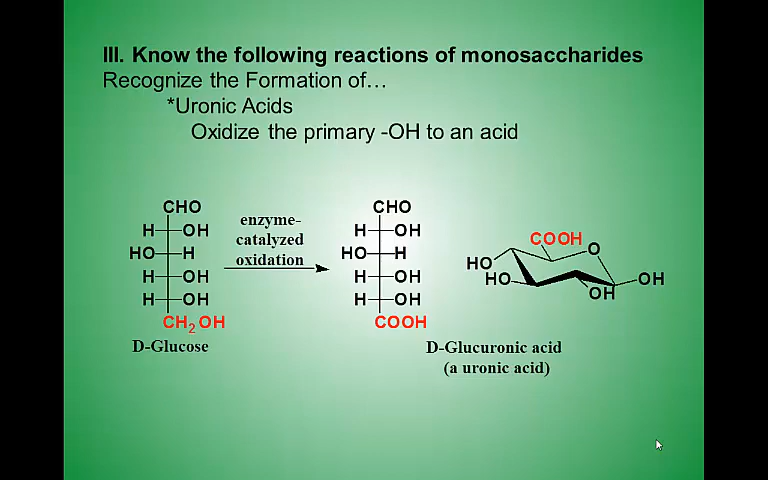 III. Know the following reactions of monosaccharides
Recognize the Formation of…
*Uronic Acids
Oxidize the primary -OH to an acid
CHO
H OH
HO H
H OH
H OH
CH2OH
D-Glucose
enzyme-
catalyzed
oxidation
CHO
H OH
HO H
H OH
H OH
COOH
COOH
O
HO
HO
OH
OH
D-Glucuronic acid
(a uronic acid)